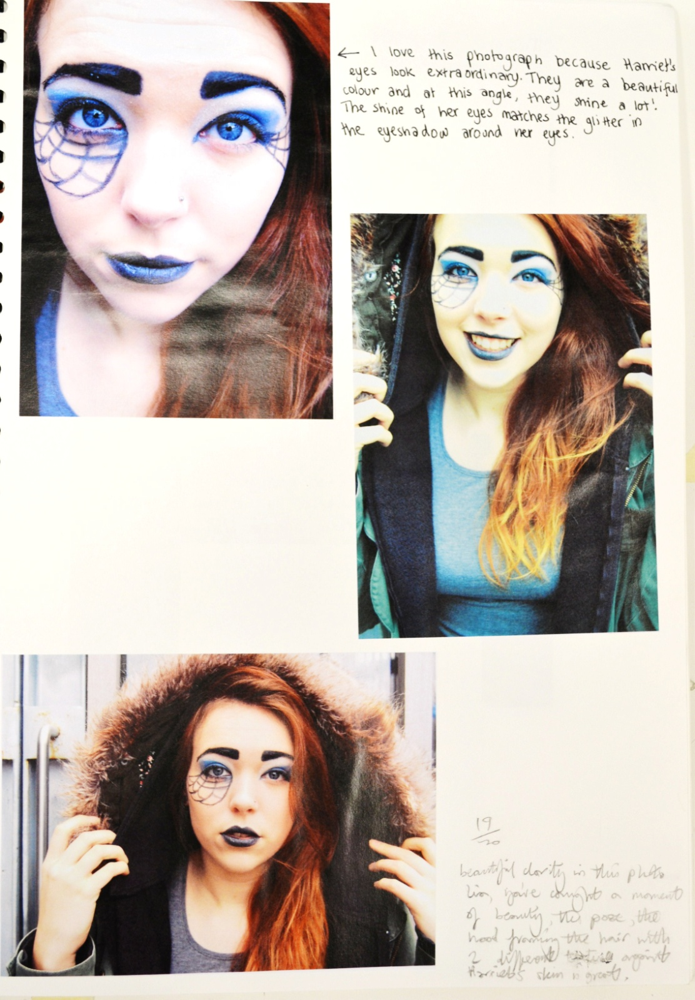 ← I love this photograph because Harriet's
eyes look extraordinary. They are a beautiful
colour and at this angle, they shine a lot!
The shine of her eyes matches the glitter in
the eyeshadow around her eyes.
19
20
beautiful clarity in this photo
you've caught a moment
of beauty, the pose, the
hood framing the hair with
2 different against
Harriet's skin is great.